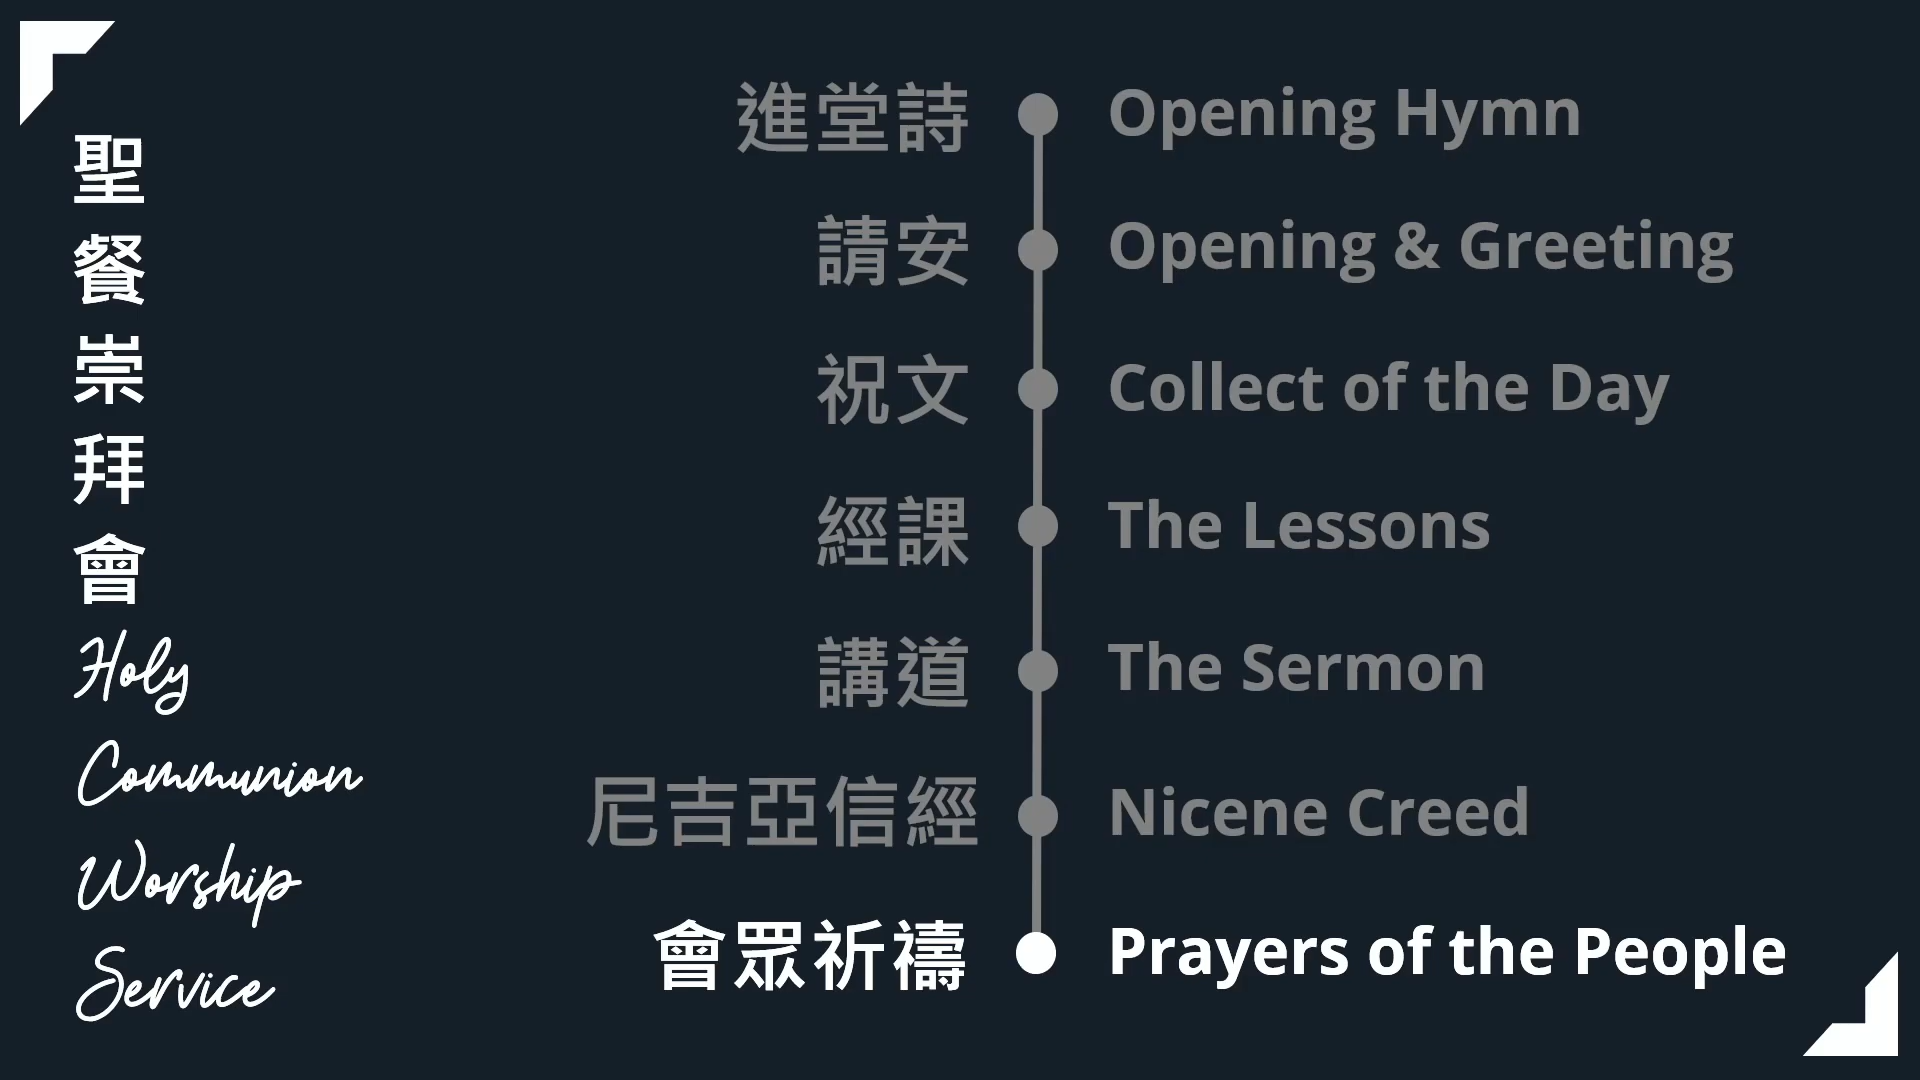 聖餐崇拜會
Holy
Communion
Worship
Service
進堂詩 Opening Hymn
請安 Opening & Greeting
祝文 Collect of the Day
經課 The Lessons
講道 The Sermon
尼吉亞信經 Nicene Creed
會眾祈禱 Prayers of the People